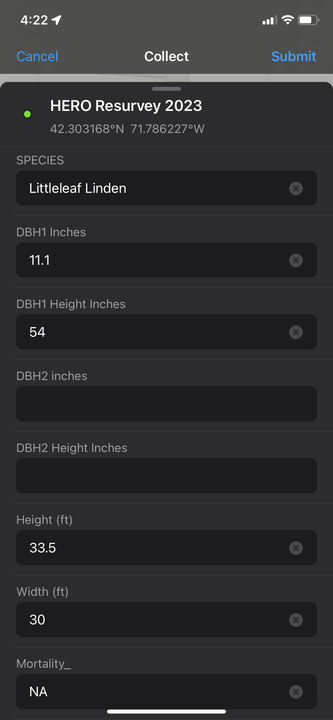 4:22
Cancel Collect Submit
HERO Resurvey 2023
42.303168°N 71.786227°W
SPECIES
Littleleaf Linden
DBH1 Inches
11.1
DBH1 Height Inches
54
DBH2 inches
DBH2 Height Inches
Height (ft)
33.5
Width (ft)
30
Mortality_
NA